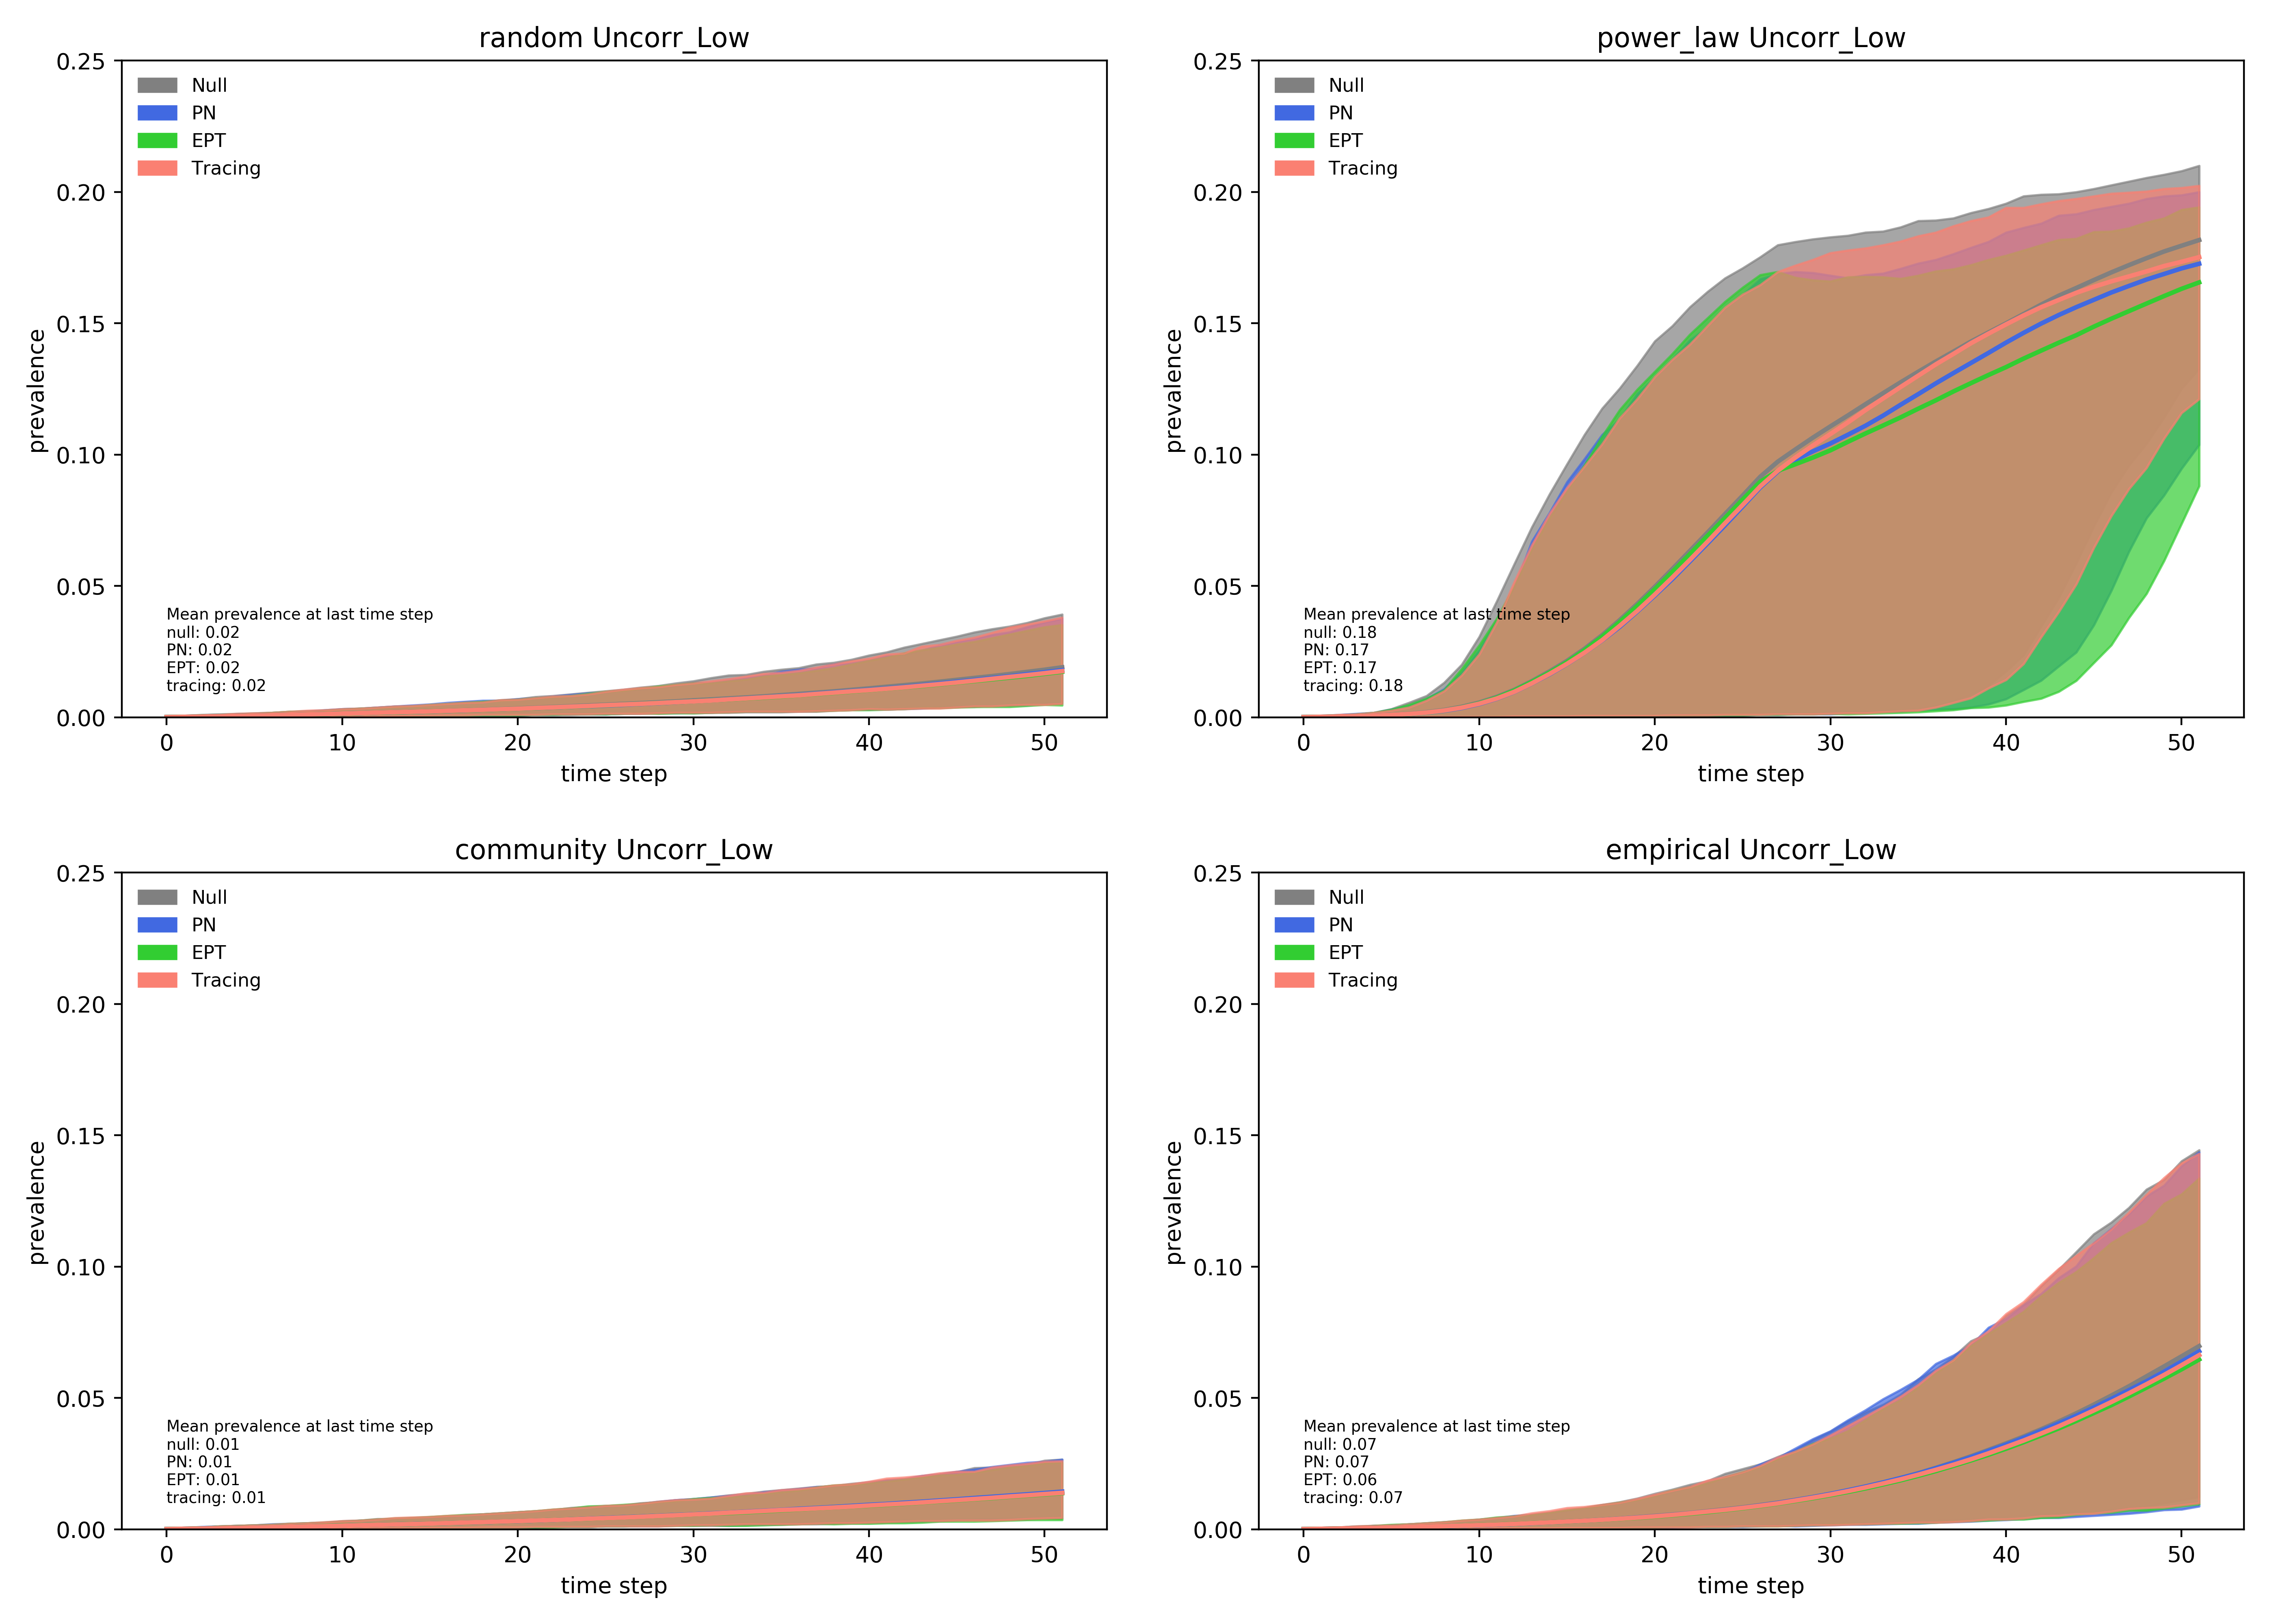 random Uncorr_Low
0.25
0.20
0.15
0.10
0.05
0.00
prevalence
Null
PN
EPT
Tracing
Mean prevalence at last time step
null: 0.02
PN: 0.02
EPT: 0.02
tracing: 0.02
0 10 20 30 40 50
time step
power_law Uncorr_Low
0.25
0.20
0.15
0.10
0.05
0.00
prevalence
Null
PN
EPT
Tracing
Mean prevalence at last time step
null: 0.18
PN: 0.17
EPT: 0.17
tracing: 0.18
0 10 20 30 40 50
time step
community Uncorr_Low
0.25
0.20
0.15
0.10
0.05
0.00
prevalence
Null
PN
EPT
Tracing
Mean prevalence at last time step
null: 0.01
PN: 0.01
EPT: 0.01
tracing: 0.01
0 10 20 30 40 50
time step
empirical Uncorr_Low
0.25
0.20
0.15
0.10
0.05
0.00
prevalence
Null
PN
EPT
Tracing
Mean prevalence at last time step
null: 0.07
PN: 0.07
EPT: 0.06
tracing: 0.07
0 10 20 30 40 50
time step